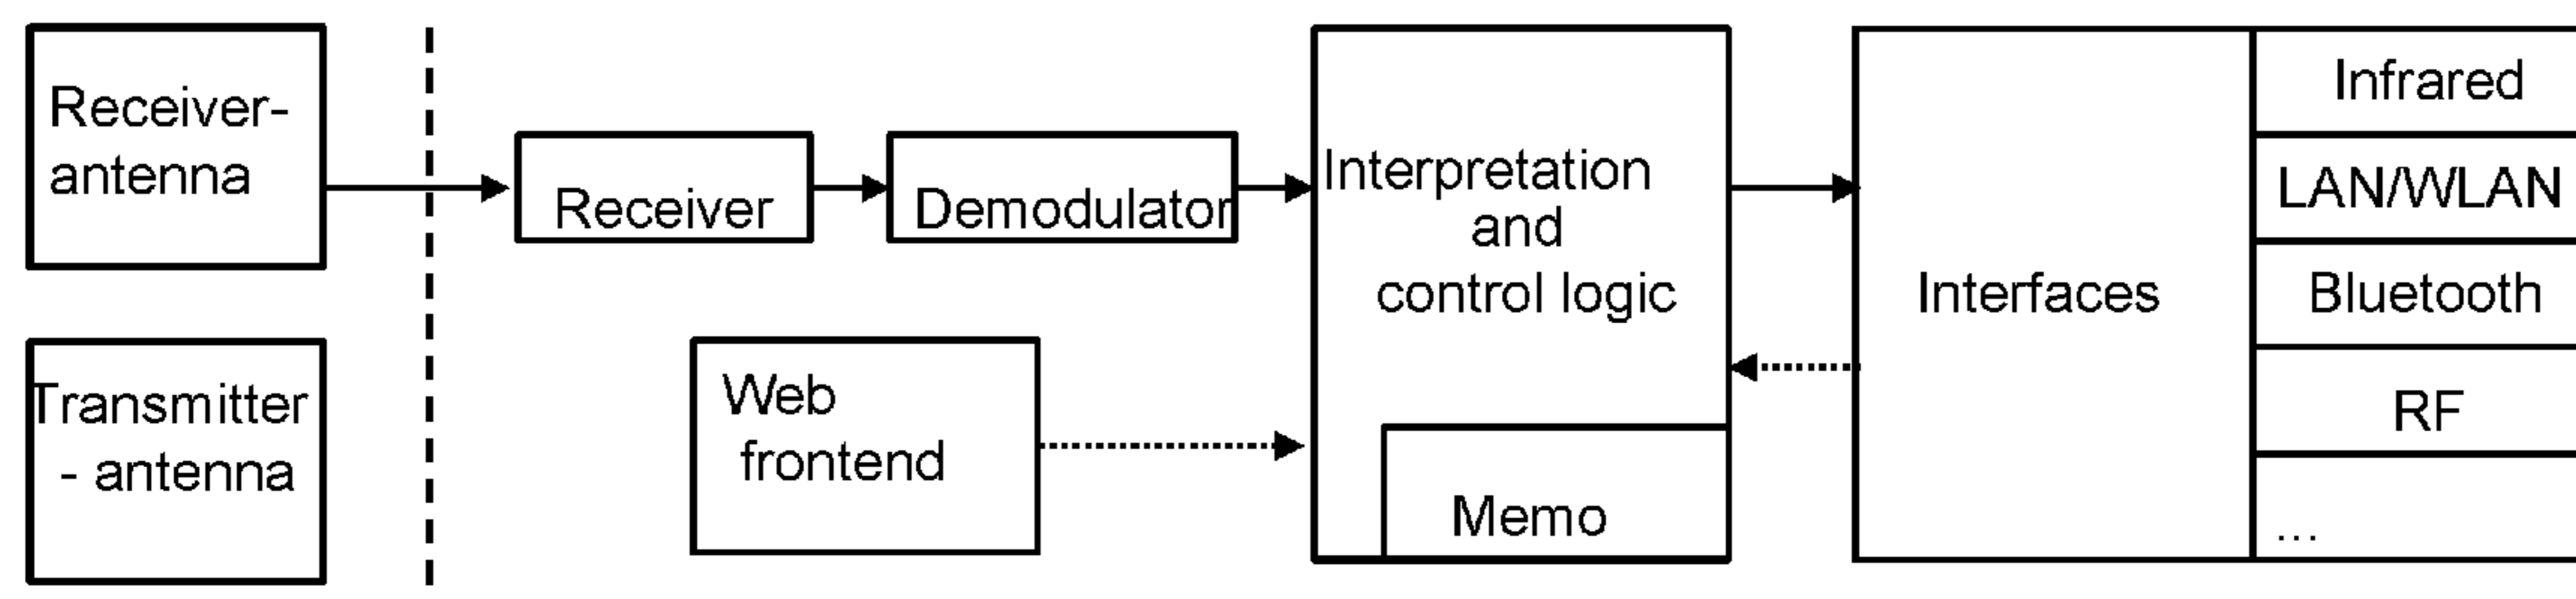 Receiver-
antenna
Transmitter
- antenna
Receiver
Demodulator
Web
frontend
Interpretation
and
control logic
Memo
Interfaces
Infrared
LAN/WLAN
Bluetooth
RF
...